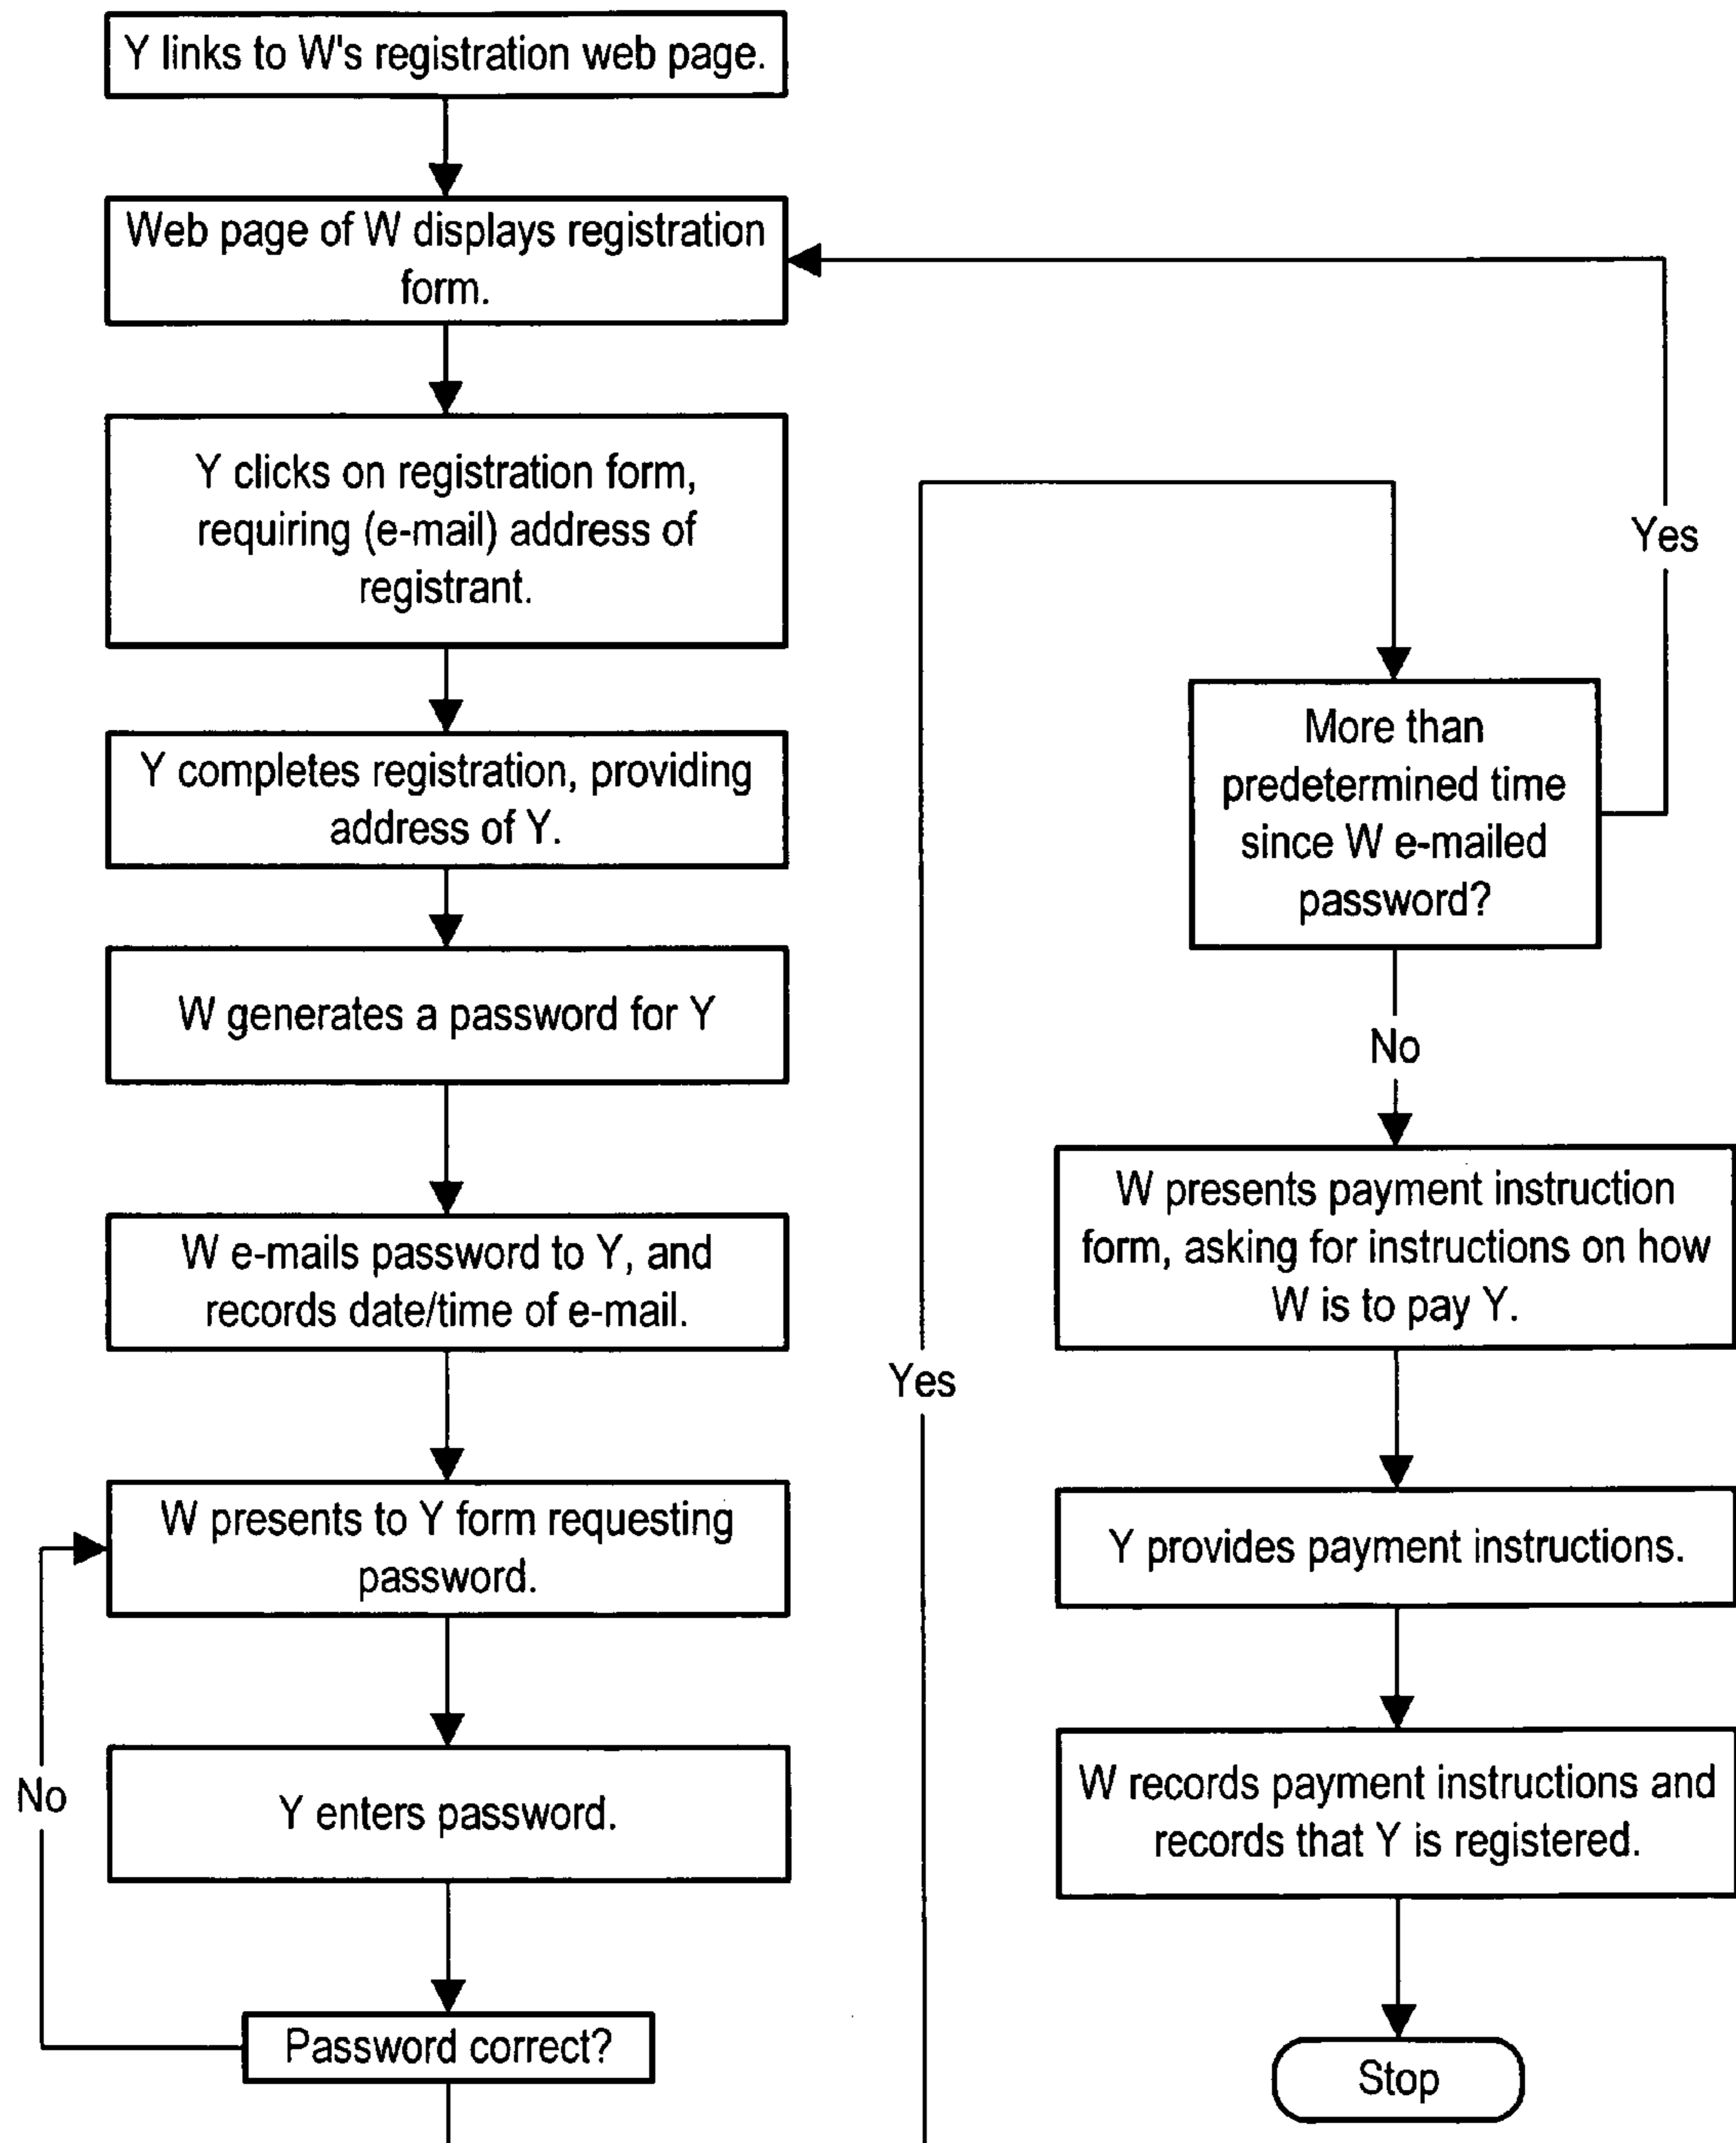 Y links to W's registration web page.
Web page of W displays registration
form.
Y clicks on registration form,
requiring (e-mail) address of
registrant.
Y completes registration, providing
address of Y.
W generates a password for Y
W e-mails password to Y, and
records date/time of e-mail.
W presents to Y form requesting
password.
Y enters password.
No
Password correct?
Yes
More than
predetermined time
since W e-mailed
password?
Yes
No
W presents payment instruction
form, asking for instructions on how
W is to pay Y.
Y provides payment instructions.
W records payment instructions and
records that Y is registered.
Stop